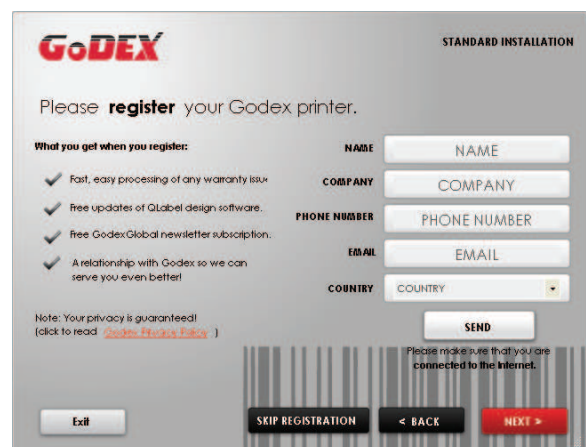 GoDEX
STANDARD INSTALLATION
Please register your Godex printer.
What you get when you register:
Fast, easy processing of any warranty issu
Free updates of QLabel design software.
Free GodexGlobal newsletter subscription.
A relationship with Godex so we can
serve you even better!
Note: Your privacy is guaranteed!
(click to read Godex Privacy Policy )
NAME NAME
COMPANY COMPANY
PHONE NUMBER PHONE NUMBER
EMAIL EMAIL
COUNTRY COUNTRY
SEND
Please make sure that you are
connected to the Internet.
Exit SKIP REGISTRATION < BACK NEXT >